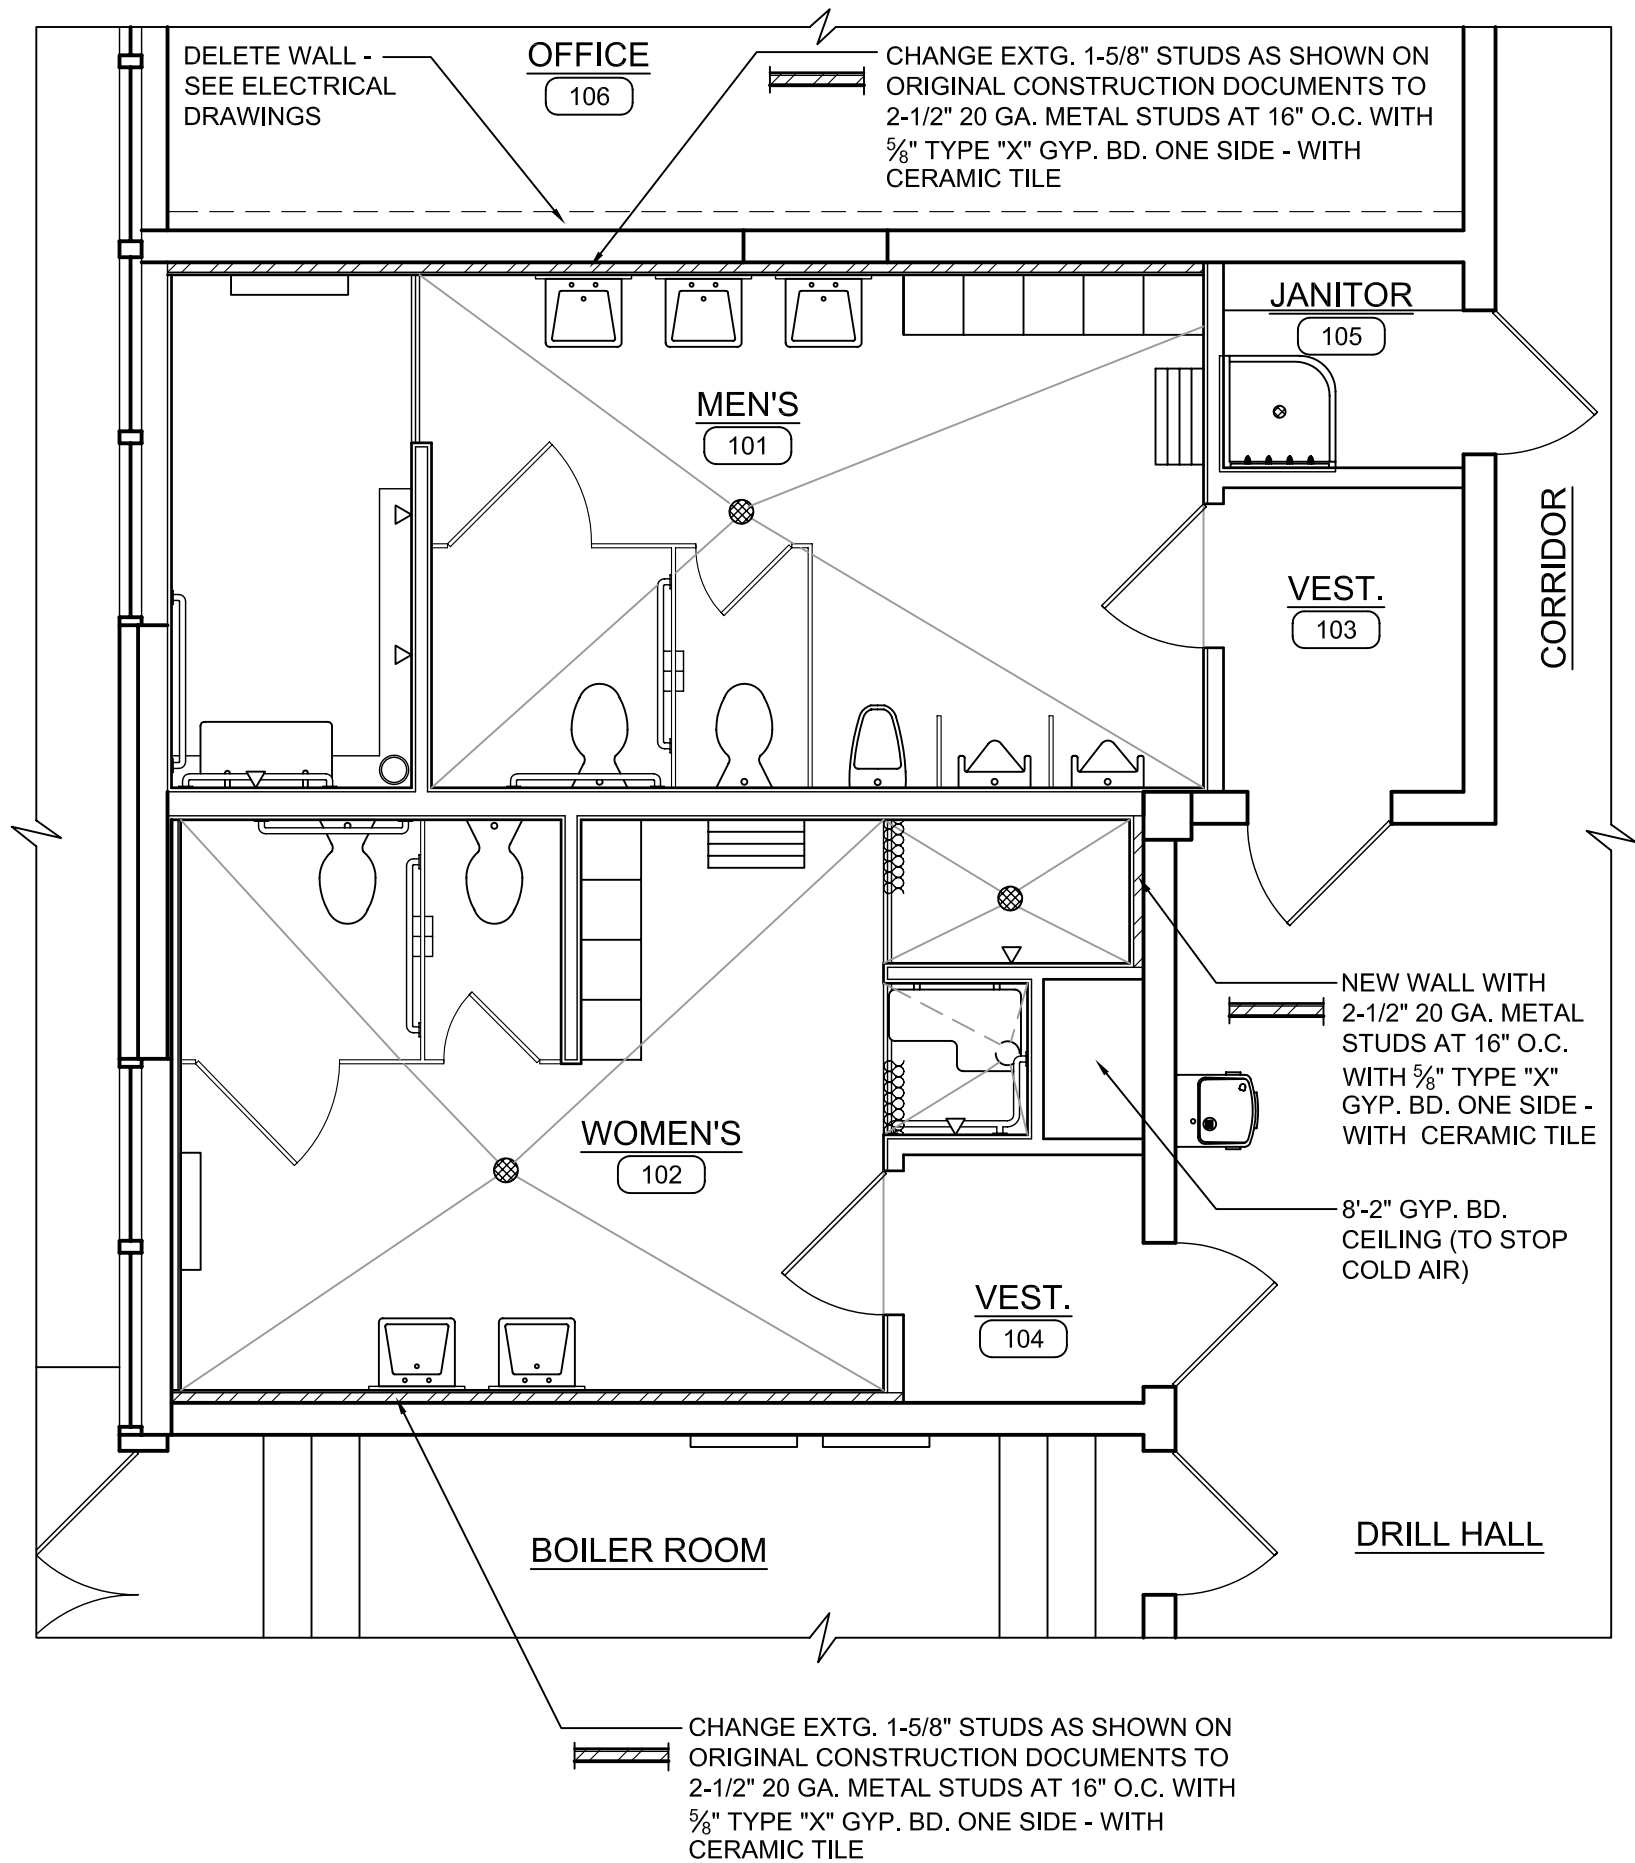 DELETE WALL -
SEE ELECTRICAL
DRAWINGS
OFFICE
106
CHANGE EXTG. 1-5/8" STUDS AS SHOWN ON
ORIGINAL CONSTRUCTION DOCUMENTS TO
2-1/2" 20 GA. METAL STUDS AT 16" O.C. WITH
⅝" TYPE "X" GYP. BD. ONE SIDE - WITH
CERAMIC TILE
JANITOR
105
MEN'S
101
CORRIDOR
VEST.
103
NEW WALL WITH
2-1/2" 20 GA. METAL
STUDS AT 16" O.C.
WITH ⅝" TYPE "X"
GYP. BD. ONE SIDE -
WITH CERAMIC TILE
WOMEN'S
102
8'-2" GYP. BD.
CEILING (TO STOP
COLD AIR)
VEST.
104
BOILER ROOM
DRILL HALL
CHANGE EXTG. 1-5/8" STUDS AS SHOWN ON
ORIGINAL CONSTRUCTION DOCUMENTS TO
2-1/2" 20 GA. METAL STUDS AT 16" O.C. WITH
⅝" TYPE "X" GYP. BD. ONE SIDE - WITH
CERAMIC TILE